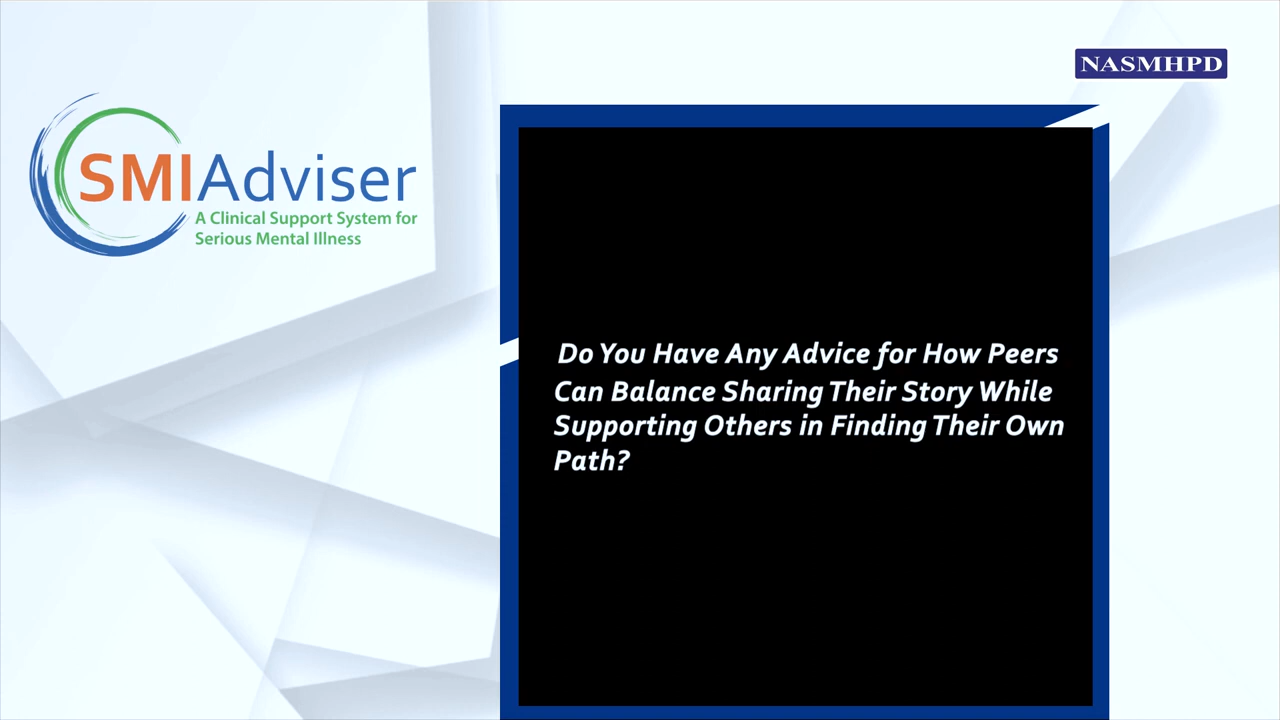 NASMHPD
SMIAdviser
A Clinical Support System for
Serious Mental Illness
Do You Have Any Advice for How Peers
Can Balance Sharing Their Story While
Supporting Others in Finding Their Own
Path?